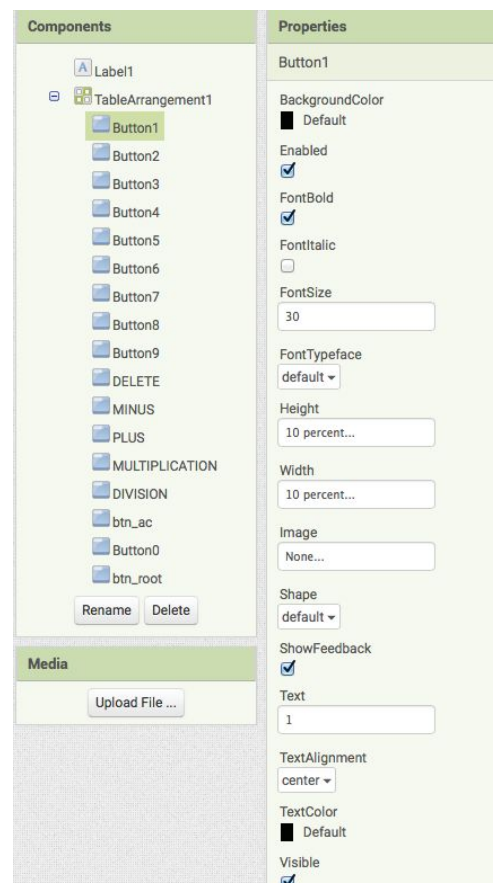 Components
Label1
TableArrangement1
Button1
Button2
Button3
Button4
Button5
Button6
Button7
Button8
Button9
DELETE
MINUS
PLUS
MULTIPLICATION
DIVISION
btn_ac
Button0
btn_root
Rename Delete
Media
Upload File ...
Properties
Button1
BackgroundColor
Default
Enabled
FontBold
FontItalic
FontSize
30
FontTypeface
default
Height
10 percent...
Width
10 percent...
Image
None...
Shape
default
ShowFeedback
Text
1
TextAlignment
center
TextColor
Default
Visible